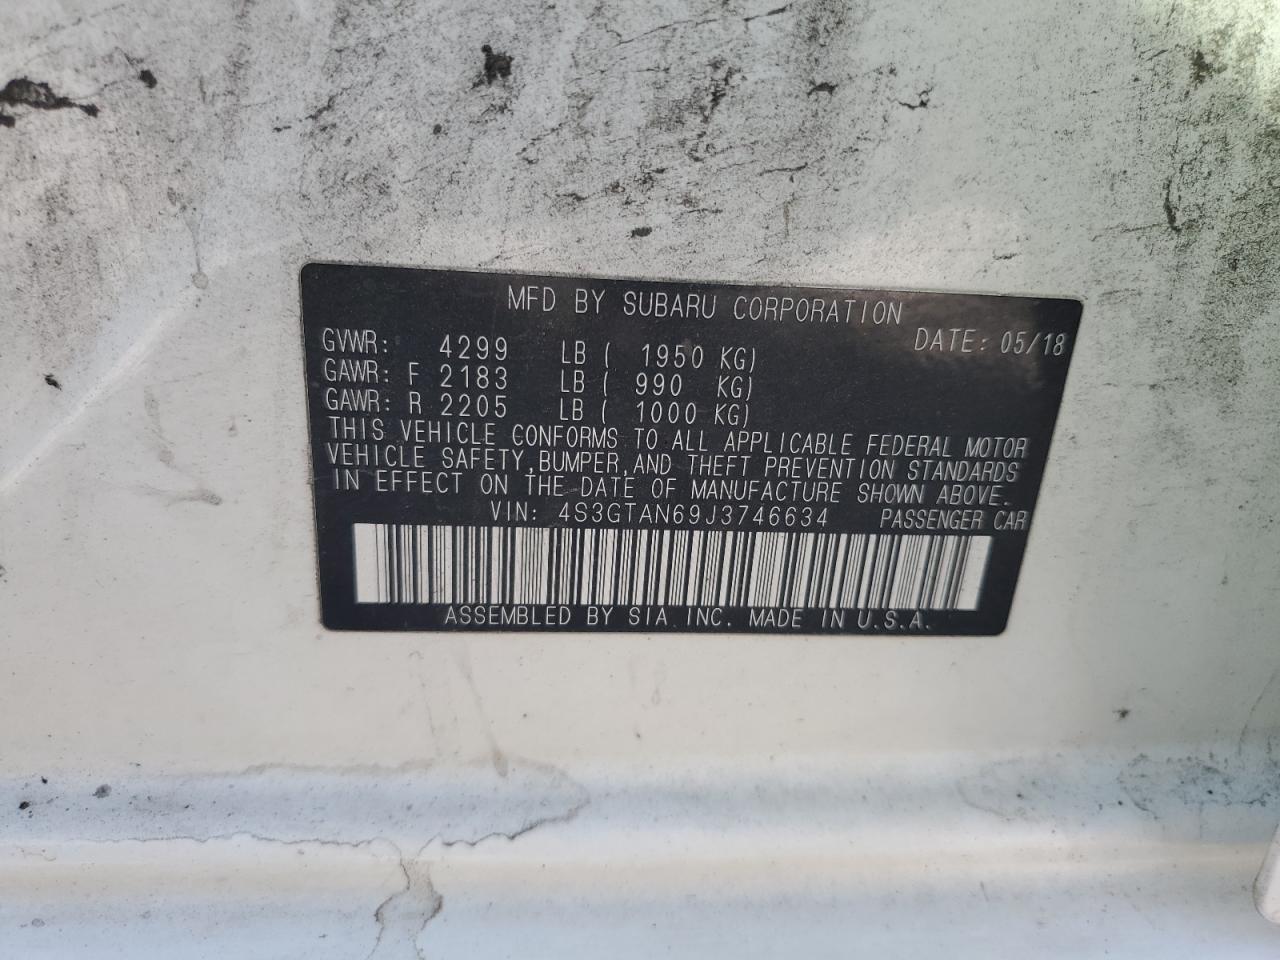 MFD BY SUBARU CORPORATION
DATE: 05/18
GVWR: 4299 LB ( 1950 KG)
GAWR: F 2183 LB ( 990 KG)
GAWR: R 2205 LB ( 1000 KG)
THIS VEHICLE CONFORMS TO ALL APPLICABLE FEDERAL MOTOR
VEHICLE SAFETY, BUMPER, AND THEFT PREVENTION STANDARDS
IN EFFECT ON THE DATE OF MANUFACTURE SHOWN ABOVE.
VIN: 4S3GTAN69J3746634 PASSENGER CAR
ASSEMBLED BY SIA INC. MADE IN U.S.A.